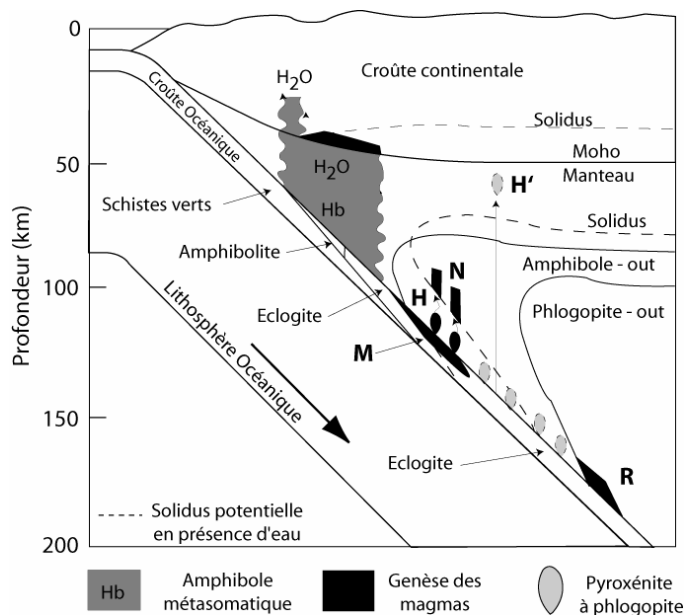 0
50
100
150
200
Profondeur (km)
H2O
Croûte continentale
Croûte Océanique
Solidus
Moho
Manteau
H2O
H'
Schistes verts
Hb
Solidus
Amphibolite
Amphibole - out
N
H
Eclogite
Phlogopite - out
M
Lithosphère Océanique
Eclogite
R
Solidus potentielle
en présence d'eau
Hb
Amphibole
métasomatique
Genèse des
magmas
Pyroxénite
à phlogopite